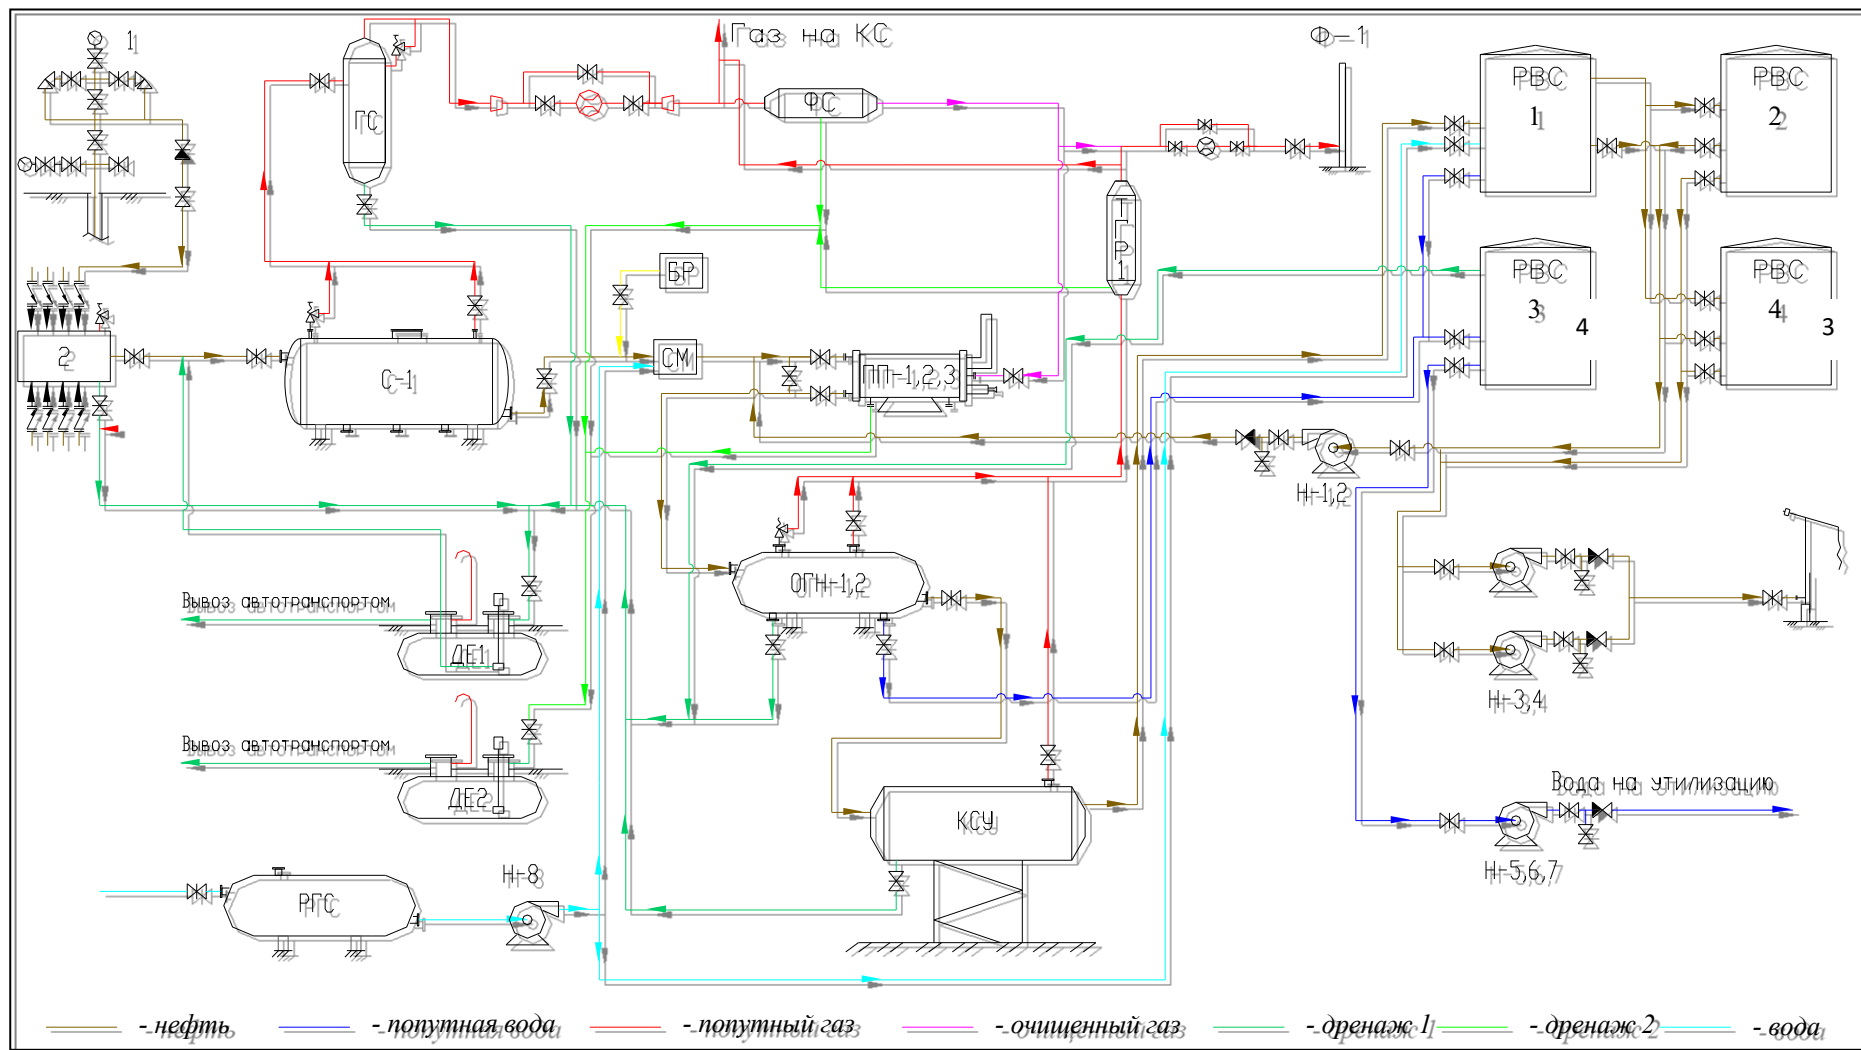 1
Газ на КС
Ф-1
ГС
ФС
РВС
1
РВС
2
ГР1
БР
РВС
3
4
РВС
4
3
2
С-1
СМ
ПП-1,2,3
Н-1,2
ОГН-1,2
Вывоз автотранспортом
ДЕ1
Н-3,4
Вывоз автотранспортом
ДЕ2
КСУ
Вода на утилизацию
Н-5,6,7
РГС
Н-8
- нефть
- попутная вода
- попутный газ
- очищенный газ
- дренаж 1
- дренаж 2
- вода